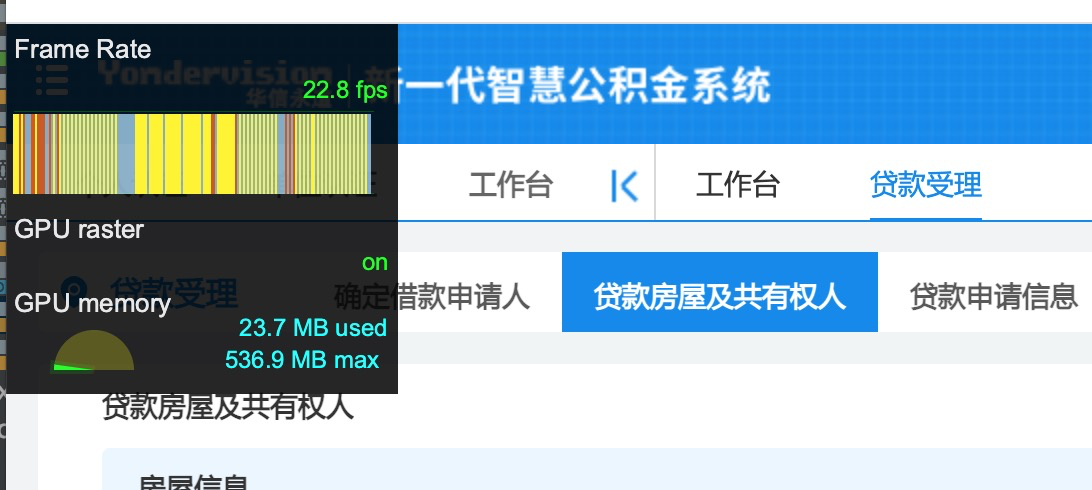 Frame Rate
Yondervision
华信永道
新一代智慧公积金系统
22.8 fps
工作台
工作台
贷款受理
GPU raster
on
贷款受理
确定借款申请人
贷款房屋及共有权人
贷款申请信息
GPU memory
23.7 MB used
536.9 MB max
贷款房屋及共有权人
房屋信息